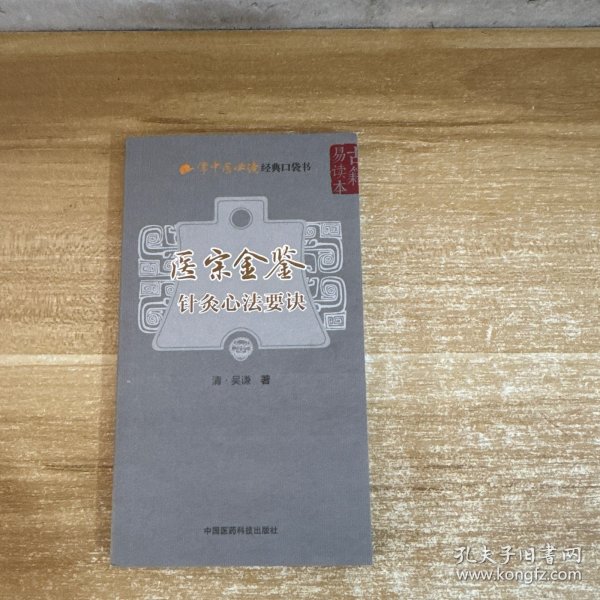 学中医必读经典口袋书
古籍
易读本
医宗金鉴
针灸心法要诀
清·吴谦 著
中国医药科技出版社
孔夫子旧书网
www.kongfz.com